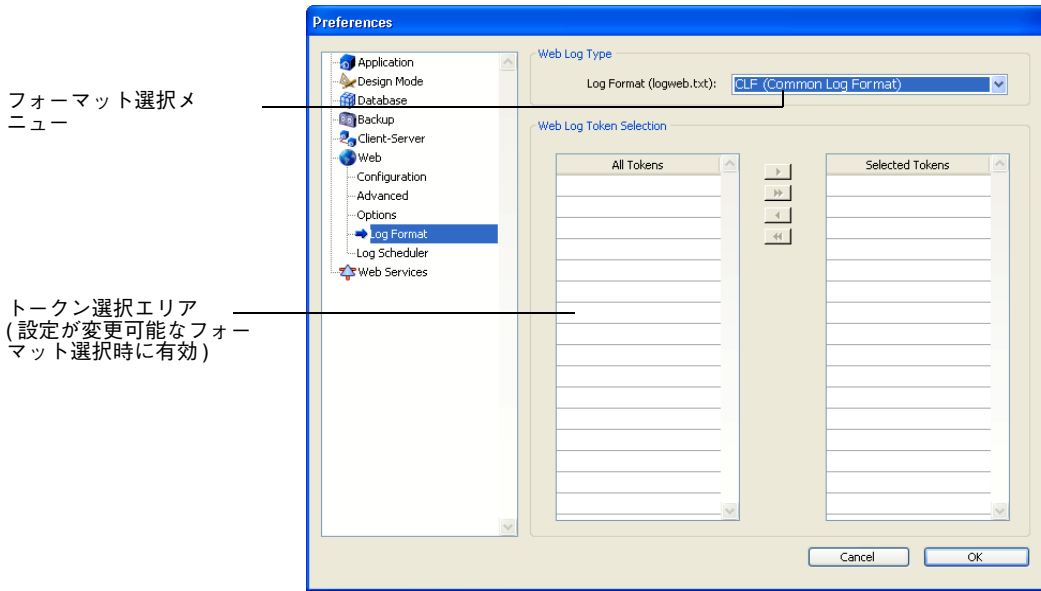 Preferences
Application
Design Mode
Database
Backup
Client-Server
Web
Configuration
Advanced
Options
Log Format
Log Scheduler
Web Services
Web Log Type
Log Format (logweb.txt):
CLF (Common Log Format)
Web Log Token Selection
All Tokens
Selected Tokens
Cancel
OK
フォーマット選択メ
ニュー
トークン選択エリア
(設定が変更可能なフォー
マット選択時に有効)